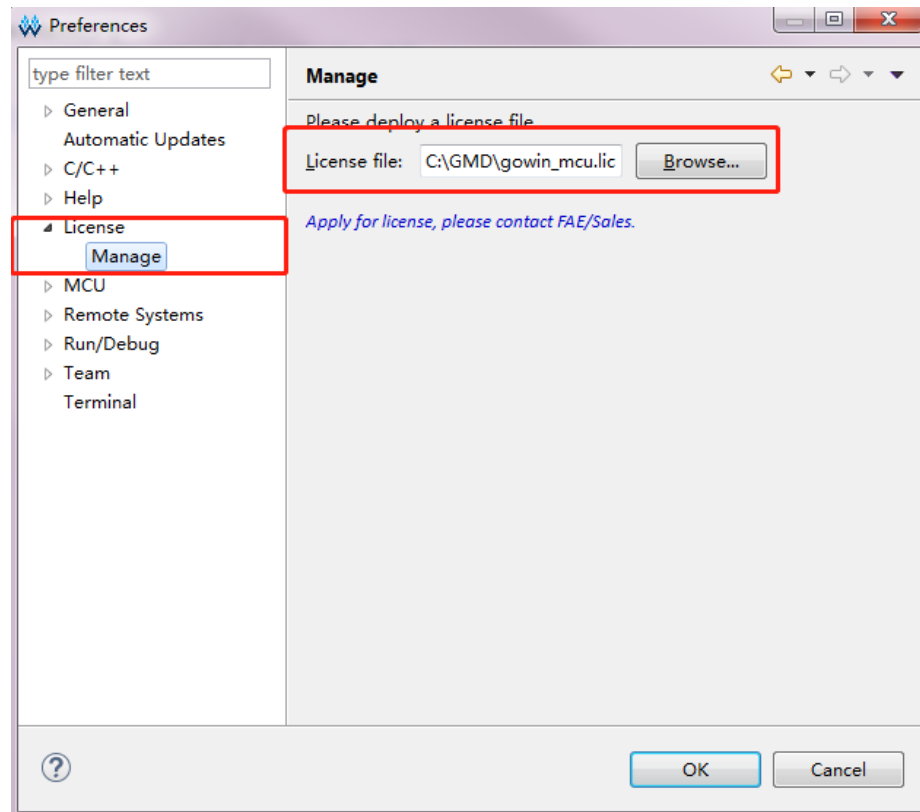 Preferences
type filter text
General
Automatic Updates
C/C++
Help
License
Manage
MCU
Remote Systems
Run/Debug
Team
Terminal
Manage
Please deploy a license file
License file: C:\GMD\gowin_mcu.lic Browse...
Apply for license, please contact FAE/Sales.
OK Cancel